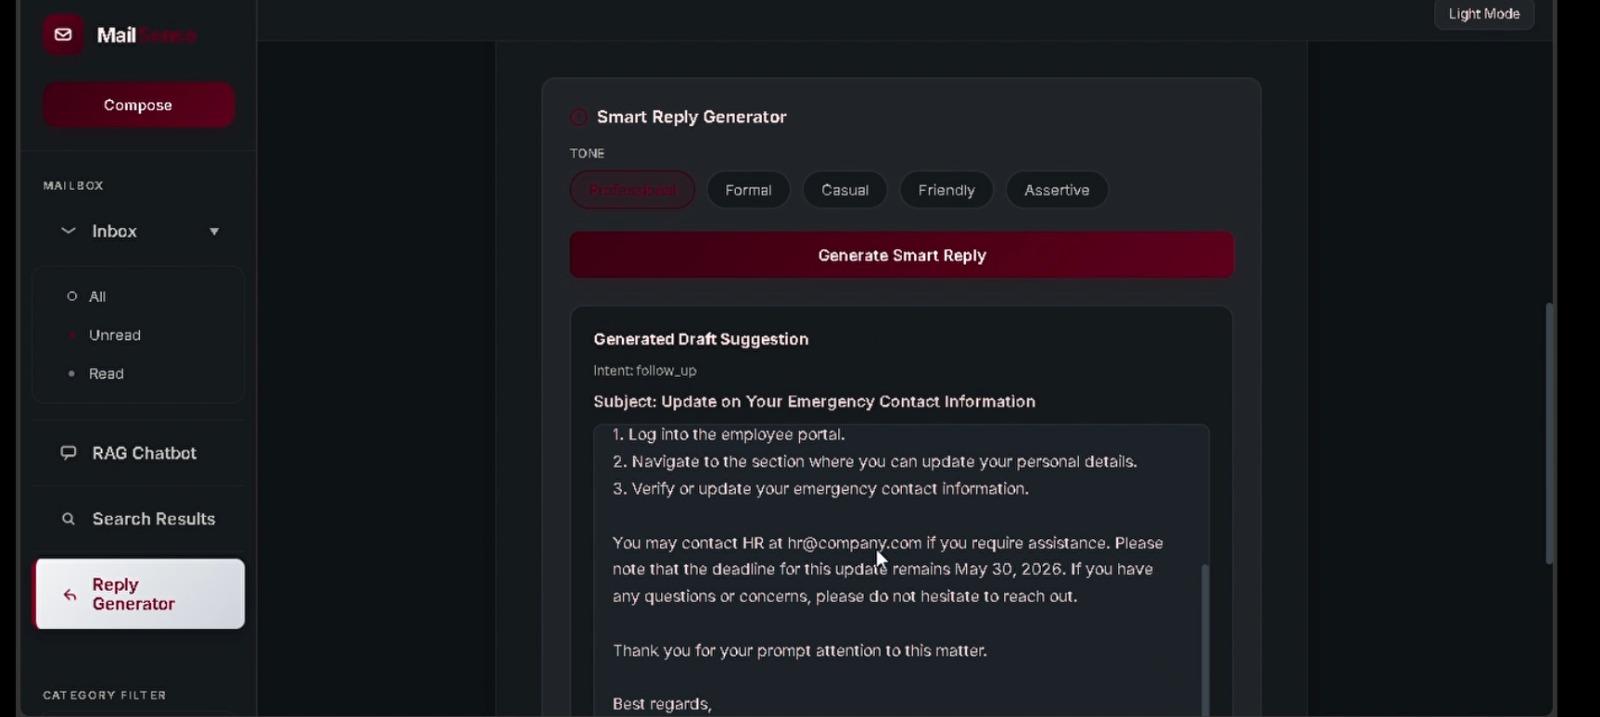 MailSense
Light Mode
Compose
MAILBOX
Inbox
All
Unread
Read
RAG Chatbot
Search Results
Reply
Generator
CATEGORY FILTER
Smart Reply Generator
TONE
Professional
Formal
Casual
Friendly
Assertive
Generate Smart Reply
Generated Draft Suggestion
Intent: follow_up
Subject: Update on Your Emergency Contact Information
1. Log into the employee portal.
2. Navigate to the section where you can update your personal details.
3. Verify or update your emergency contact information.
You may contact HR at hr@company.com if you require assistance. Please
note that the deadline for this update remains May 30, 2026. If you have
any questions or concerns, please do not hesitate to reach out.
Thank you for your prompt attention to this matter.
Best regards,